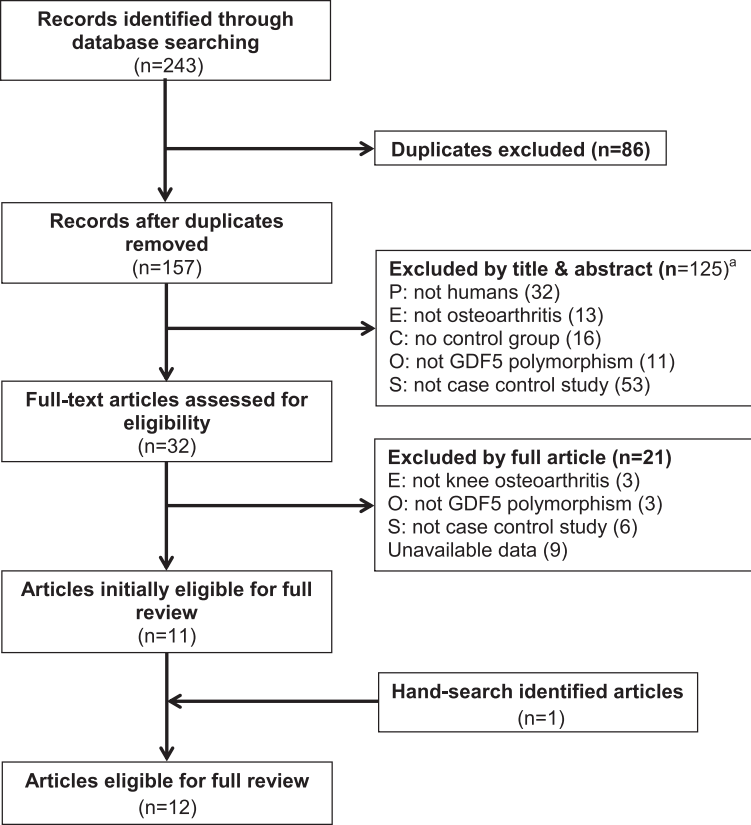 Records identified through
database searching
(n=243)
Duplicates excluded (n=86)
Records after duplicates
removed
(n=157)
Excluded by title & abstract (n=125)a
P: not humans (32)
E: not osteoarthritis (13)
C: no control group (16)
O: not GDF5 polymorphism (11)
S: not case control study (53)
Full-text articles assessed for
eligibility
(n=32)
Excluded by full article (n=21)
E: not knee osteoarthritis (3)
O: not GDF5 polymorphism (3)
S: not case control study (6)
Unavailable data (9)
Articles initially eligible for full
review
(n=11)
Hand-search identified articles
(n=1)
Articles eligible for full review
(n=12)